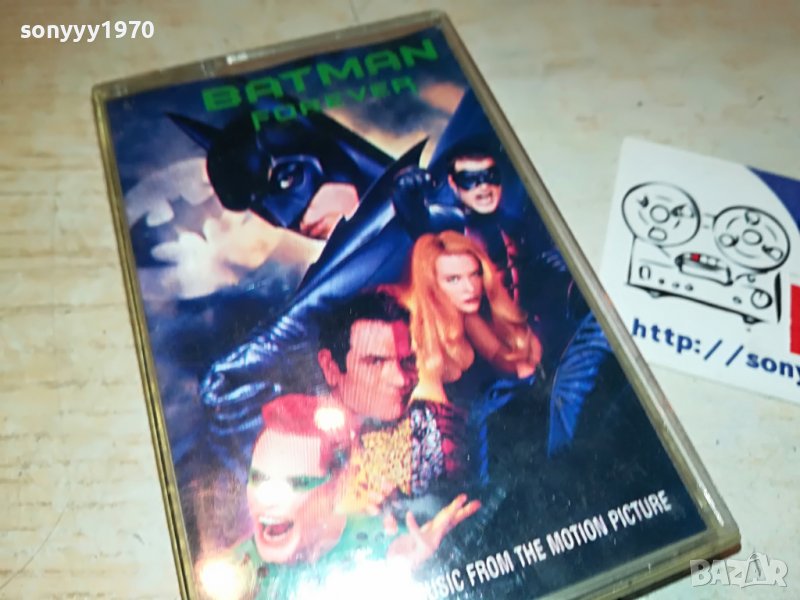 sonyyy1970
BATMAN
FOREVER
http://sony
MUSIC FROM THE MOTION PICTURE
BAZAR